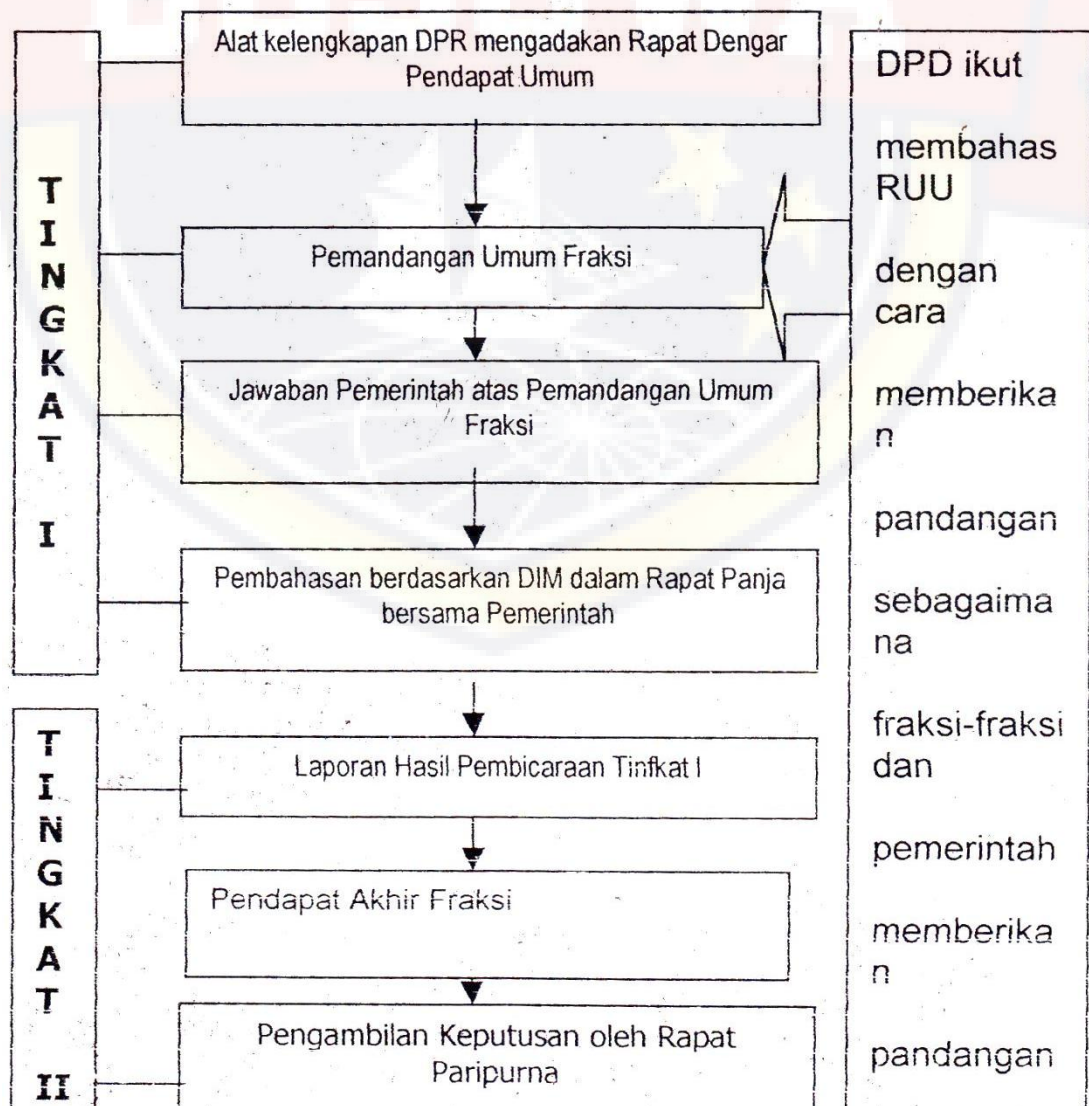 T
I
N
G
K
A
T
I
Alat kelengkapan DPR mengadakan Rapat Dengar
Pendapat Umum
Pemandangan Umum Fraksi
Jawaban Pemerintah atas Pemandangan Umum
Fraksi
Pembahasan berdasarkan DIM dalam Rapat Panja
bersama Pemerintah
T
I
N
G
K
A
T
II
Laporan Hasil Pembicaraan Tinfkat I
Pendapat Akhir Fraksi
Pengambilan Keputusan oleh Rapat
Paripurna
DPD ikut
membahas
RUU
dengan
cara
memberika
n
pandangan
sebagaima
na
fraksi-fraksi
dan
pemerintah
memberika
n
pandangan